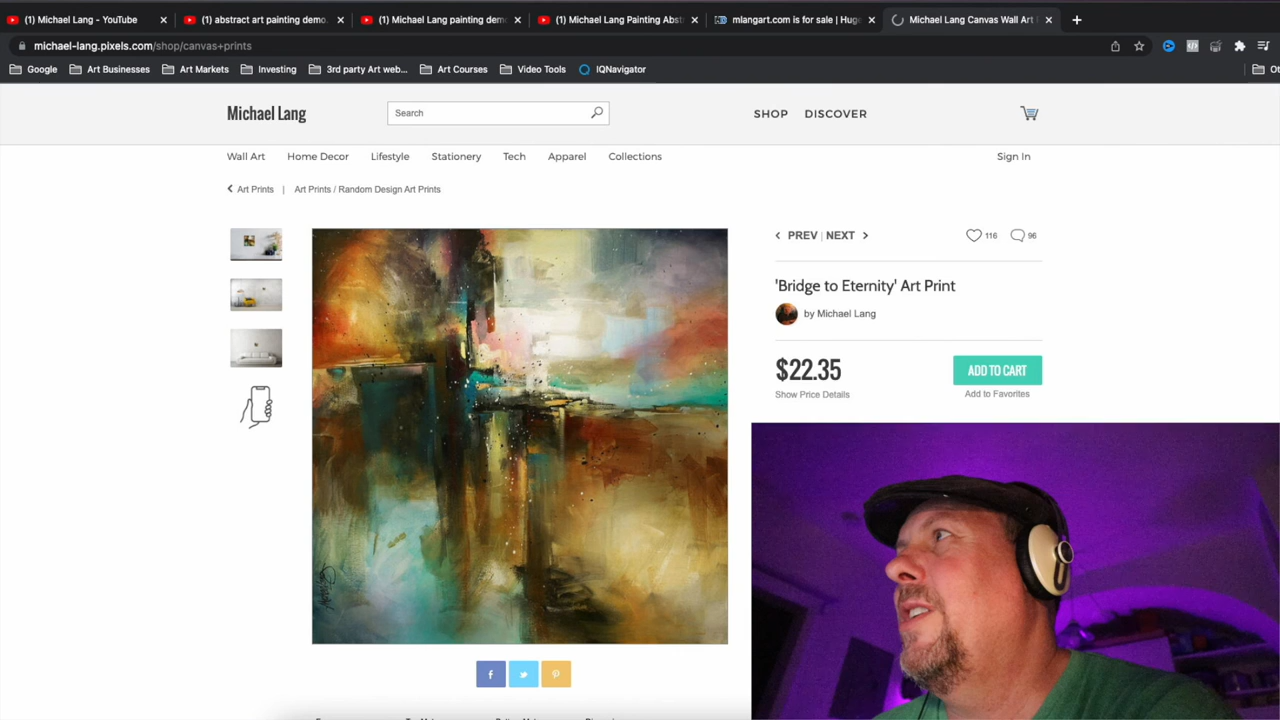 (1) Michael Lang - YouTube
(1) abstract art painting demo.
(1) Michael Lang painting demo
(1) Michael Lang Painting Abst
mlangart.com is for sale | Huge
Michael Lang Canvas Wall Art
michael-lang.pixels.com/shop/canvas+prints
Google
Art Businesses
Art Markets
Investing
3rd party Art web...
Art Courses
Video Tools
IQNavigator
Ot
Michael Lang
Search
SHOP
DISCOVER
Wall Art
Home Decor
Lifestyle
Stationery
Tech
Apparel
Collections
Sign In
Art Prints | Art Prints / Random Design Art Prints
PREV | NEXT
116
96
'Bridge to Eternity' Art Print
by Michael Lang
$22.35
ADD TO CART
Show Price Details
Add to Favorites